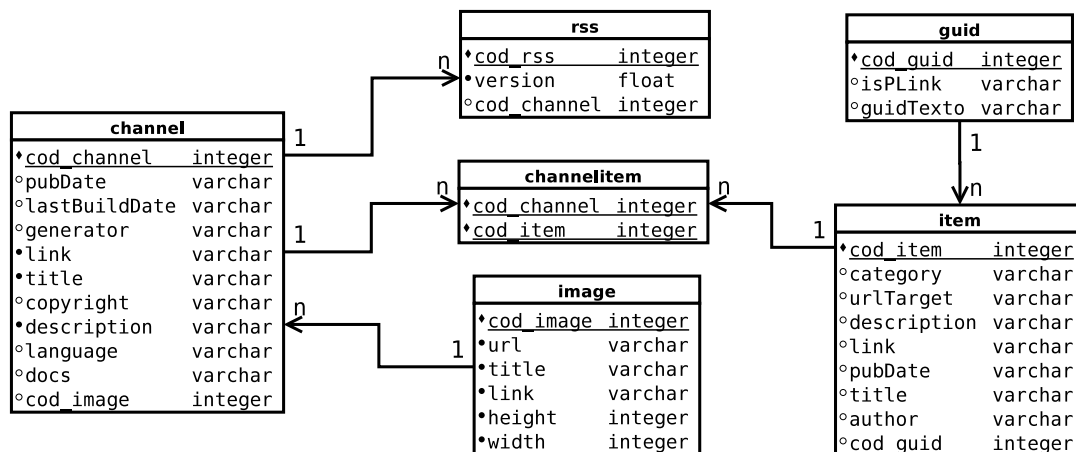 rss
cod_rss integer
version float
cod_channel integer
guid
cod_guid integer
isPLink varchar
guidTexto varchar
channel
cod_channel integer
pubDate varchar
lastBuildDate varchar
generator varchar
link varchar
title varchar
copyright varchar
description varchar
language varchar
docs varchar
cod_image integer
channelitem
cod_channel integer
cod_item integer
image
cod_image integer
url varchar
title varchar
link varchar
height integer
width integer
item
cod_item integer
category varchar
urlTarget varchar
description varchar
link varchar
pubDate varchar
title varchar
author varchar
cod_guid integer
1
n
1
n
n
1
n
1
1
n